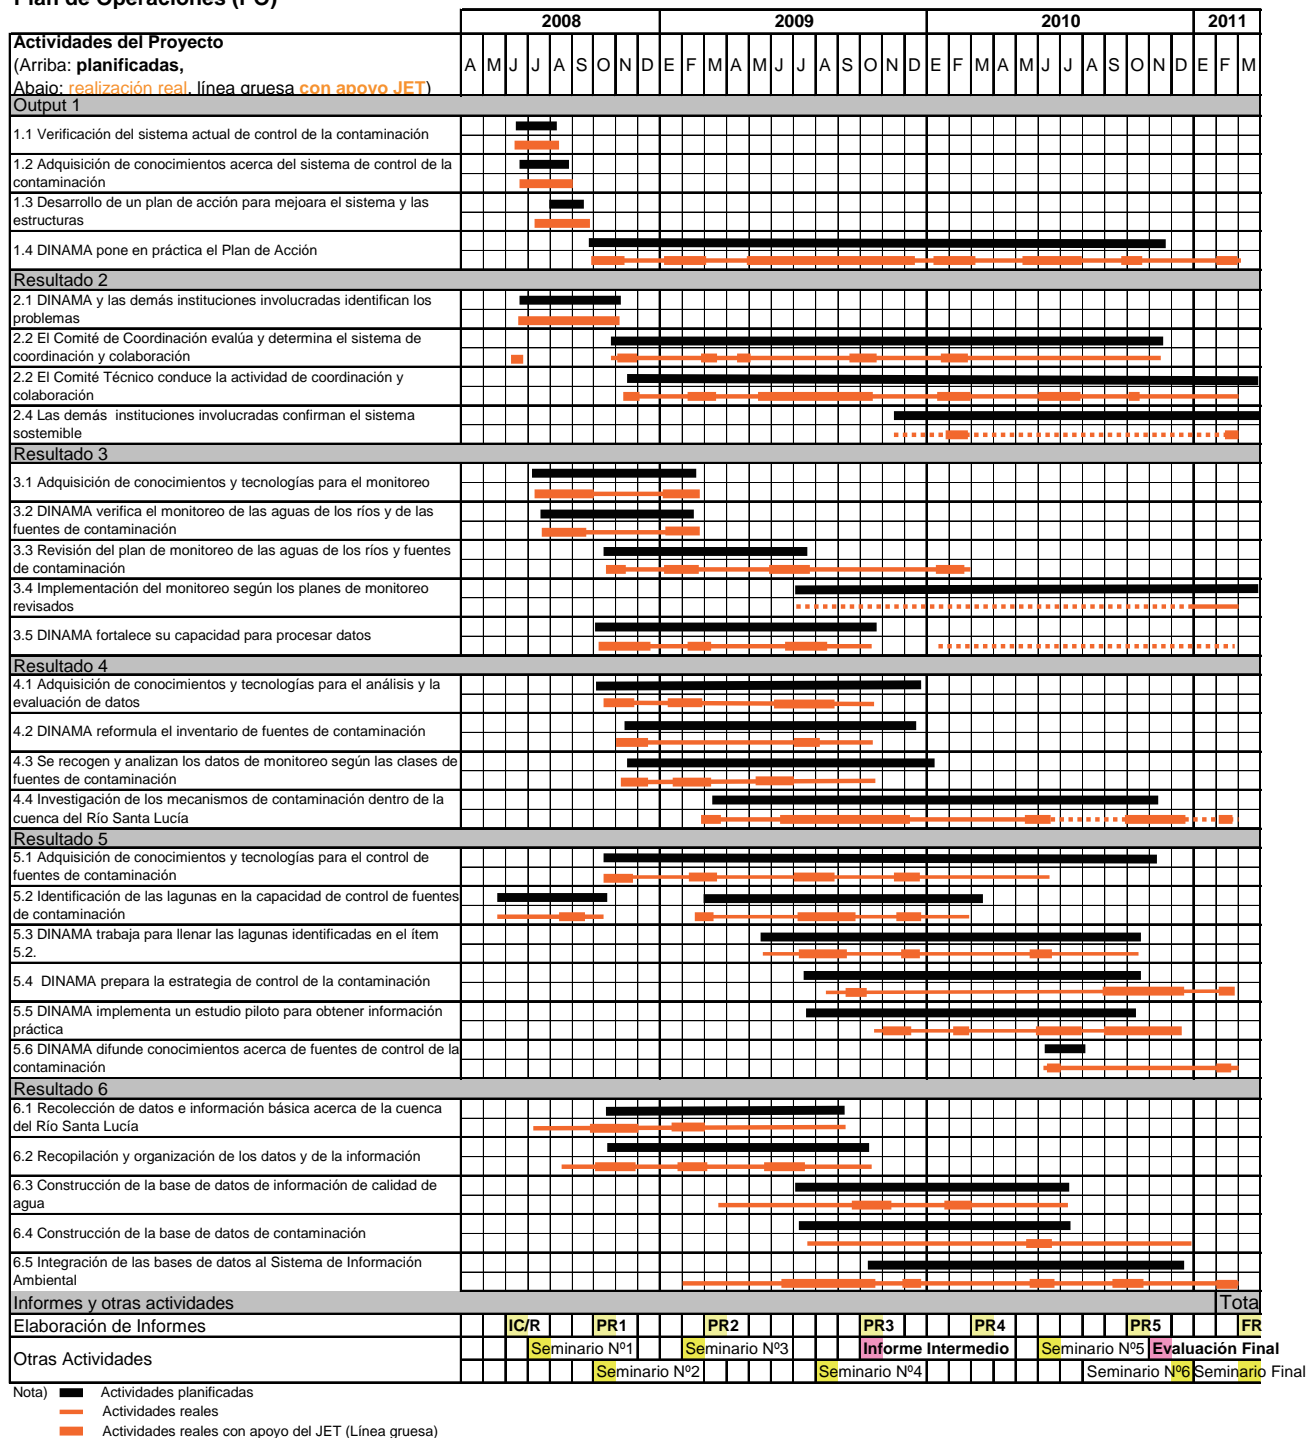 Plan de Operaciones (PO)
2008 2009 2010 2011
Actividades del Proyecto
(Arriba: planificadas,
Abajo: realización real, línea gruesa con apoyo JET)
A M J J A S O N D E F M A M J J A S O N D E F M A M J J A S O N D E F M
Output 1
1.1 Verificación del sistema actual de control de la contaminación
1.2 Adquisición de conocimientos acerca del sistema de control de la
contaminación
1.3 Desarrollo de un plan de acción para mejoara el sistema y las
estructuras
1.4 DINAMA pone en práctica el Plan de Acción
Resultado 2
2.1 DINAMA y las demás instituciones involucradas identifican los
problemas
2.2 El Comité de Coordinación evalúa y determina el sistema de
coordinación y colaboración
2.2 El Comité Técnico conduce la actividad de coordinación y
colaboración
2.4 Las demás instituciones involucradas confirman el sistema
sostemible
Resultado 3
3.1 Adquisición de conocimientos y tecnologías para el monitoreo
3.2 DINAMA verifica el monitoreo de las aguas de los ríos y de las
fuentes de contaminación
3.3 Revisión del plan de monitoreo de las aguas de los ríos y fuentes
de contaminación
3.4 Implementación del monitoreo según los planes de monitoreo
revisados
3.5 DINAMA fortalece su capacidad para procesar datos
Resultado 4
4.1 Adquisición de conocimientos y tecnologías para el análisis y la
evaluación de datos
4.2 DINAMA reformula el inventario de fuentes de contaminación
4.3 Se recogen y analizan los datos de monitoreo según las clases de
fuentes de contaminación
4.4 Investigación de los mecanismos de contaminación dentro de la
cuenca del Río Santa Lucía
Resultado 5
5.1 Adquisición de conocimientos y tecnologías para el control de
fuentes de contaminación
5.2 Identificación de las lagunas en la capacidad de control de fuentes
de contaminación
5.3 DINAMA trabaja para llenar las lagunas identificadas en el ítem
5.2.
5.4 DINAMA prepara la estrategia de control de la contaminación
5.5 DINAMA implementa un estudio piloto para obtener información
práctica
5.6 DINAMA difunde conocimientos acerca de fuentes de control de la
contaminación
Resultado 6
6.1 Recolección de datos e información básica acerca de la cuenca
del Río Santa Lucía
6.2 Recopilación y organización de los datos y de la información
6.3 Construcción de la base de datos de información de calidad de
agua
6.4 Construcción de la base de datos de contaminación
6.5 Integración de las bases de datos al Sistema de Información
Ambiental
Informes y otras actividades Tota
Elaboración de Informes IC/R PR1 PR2 PR3 PR4 PR5 FR
Otras Actividades
Seminario Nº1 Seminario Nº3 Informe Intermedio Seminario Nº5 Evaluación Final
Seminario Nº2 Seminario Nº4 Seminario Nº6 Seminario Final
Nota) Actividades planificadas
Actividades reales
Actividades reales con apoyo del JET (Línea gruesa)